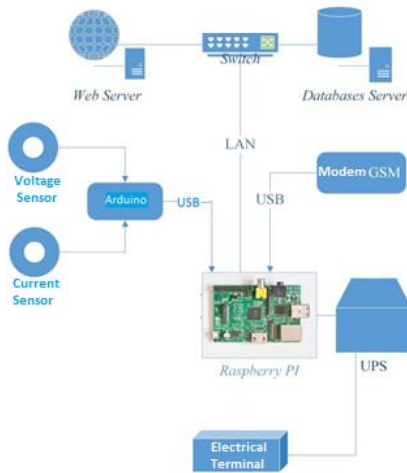 Switch
Web Server
Databases Server
LAN
Voltage
Sensor
Arduino
USB
USB
Modem GSM
Current
Sensor
Raspberry PI
UPS
Electrical
Terminal